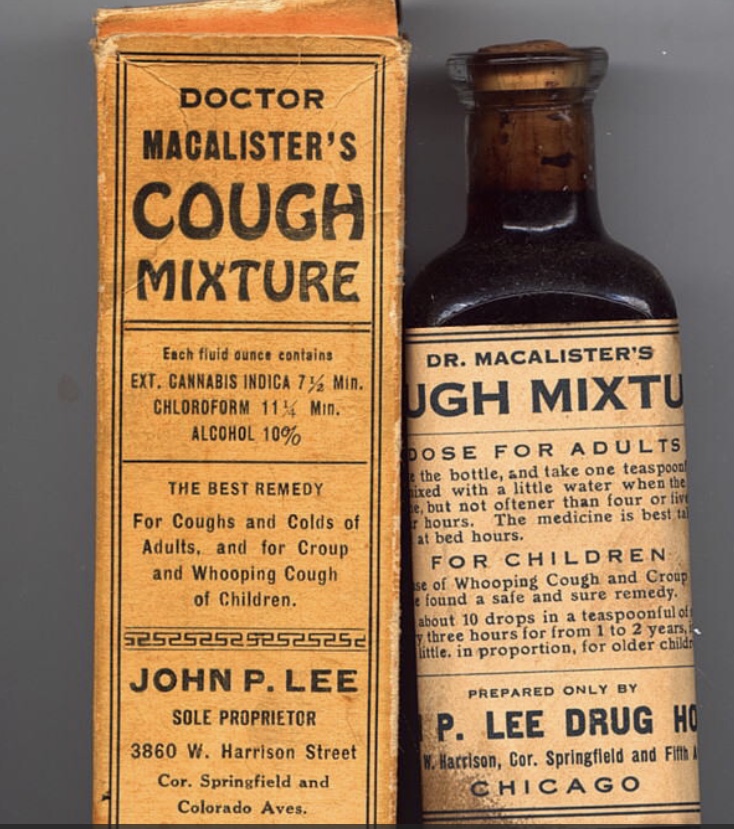 DOCTOR
MACALISTER'S
COUGH
MIXTURE
Each fluid ounce contains
EXT. CANNABIS INDICA 7½ Min.
CHLOROFORM 11¼ Min.
ALCOHOL 10%
THE BEST REMEDY
For Coughs and Colds of
Adults, and for Croup
and Whooping Cough
of Children.
JOHN P. LEE
SOLE PROPRIETOR
3860 W. Harrison Street
Cor. Springfield and
Colorado Aves.
DR. MACALISTER'S
UGH MIXTU
DOSE FOR ADULTS
e the bottle, and take one teaspoonf
ixed with a little water when the
e, but not oftener than four or five
r hours. The medicine is best ta
at bed hours.
FOR CHILDREN
se of Whooping Cough and Croup
e found a safe and sure remedy.
about 10 drops in a teaspoonful of
y three hours for from 1 to 2 years,
little. in proportion, for older childr
PREPARED ONLY BY
P. LEE DRUG HO
W. Harrison, Cor. Springfield and Fifth A
CHICAGO